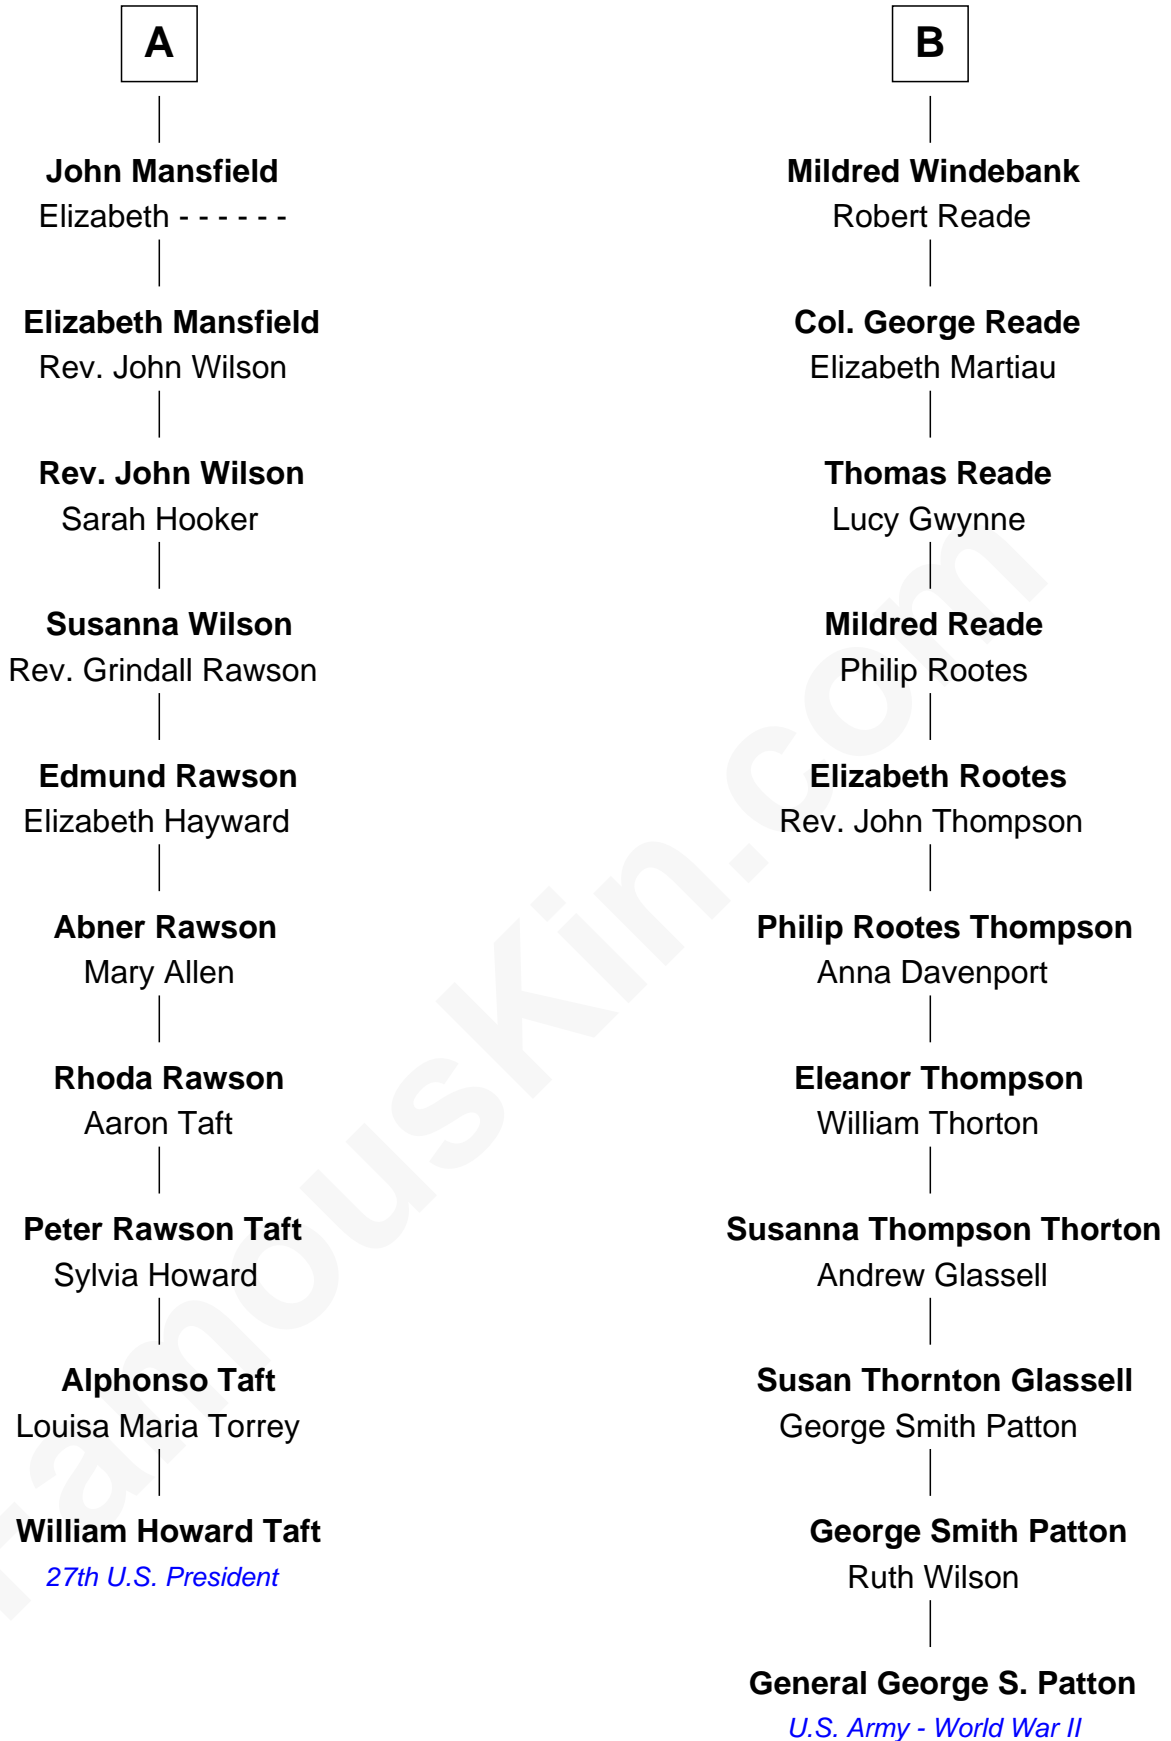 A
John Mansfield
Elizabeth - - - - - -
Elizabeth Mansfield
Rev. John Wilson
Rev. John Wilson
Sarah Hooker
Susanna Wilson
Rev. Grindall Rawson
Edmund Rawson
Elizabeth Hayward
Abner Rawson
Mary Allen
Rhoda Rawson
Aaron Taft
Peter Rawson Taft
Sylvia Howard
Alphonso Taft
Louisa Maria Torrey
William Howard Taft
27th U.S. President
B
Mildred Windebank
Robert Reade
Col. George Reade
Elizabeth Martiau
Thomas Reade
Lucy Gwynne
Mildred Reade
Philip Rootes
Elizabeth Rootes
Rev. John Thompson
Philip Rootes Thompson
Anna Davenport
Eleanor Thompson
William Thorton
Susanna Thompson Thorton
Andrew Glassell
Susan Thornton Glassell
George Smith Patton
George Smith Patton
Ruth Wilson
General George S. Patton
U.S. Army - World War II
FamousKin.com